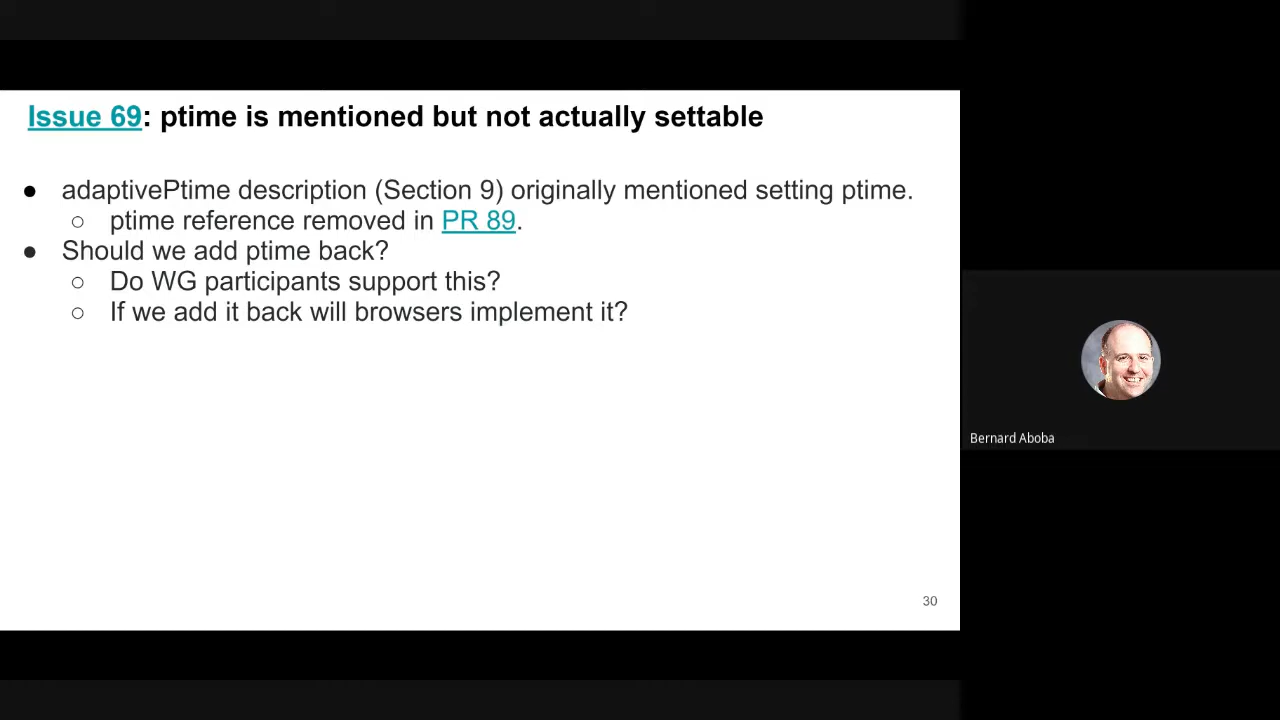 Issue 69: ptime is mentioned but not actually settable
● adaptivePtime description (Section 9) originally mentioned setting ptime.
○ ptime reference removed in PR 89.
● Should we add ptime back?
○ Do WG participants support this?
○ If we add it back will browsers implement it?
30
Bernard Aboba